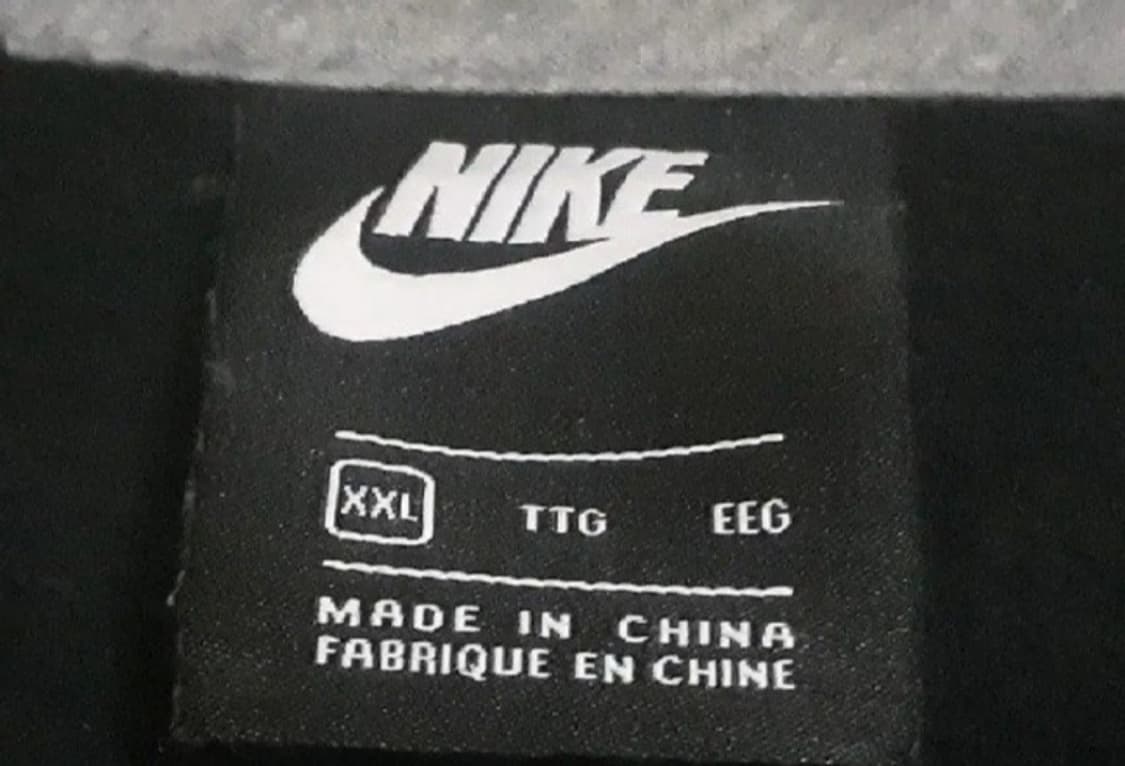 NIKE
XXL TTG EEG
MADE IN CHINA
FABRIQUE EN CHINE